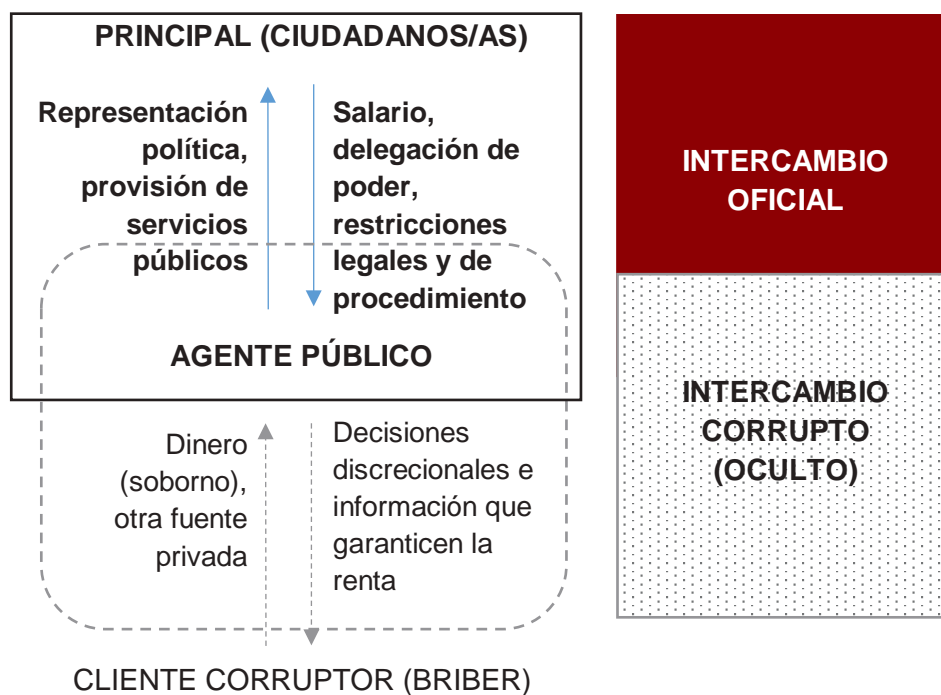 PRINCIPAL (CIUDADANOS/AS)
Representación
política,
provisión de
servicios
públicos
Salario,
delegación de
poder,
restricciones
legales y de
procedimiento
AGENTE PÚBLICO
Dinero
(soborno),
otra fuente
privada
Decisiones
discrecionales e
información que
garanticen la
renta
CLIENTE CORRUPTOR (BRIBER)
INTERCAMBIO
OFICIAL
INTERCAMBIO
CORRUPTO
(OCULTO)